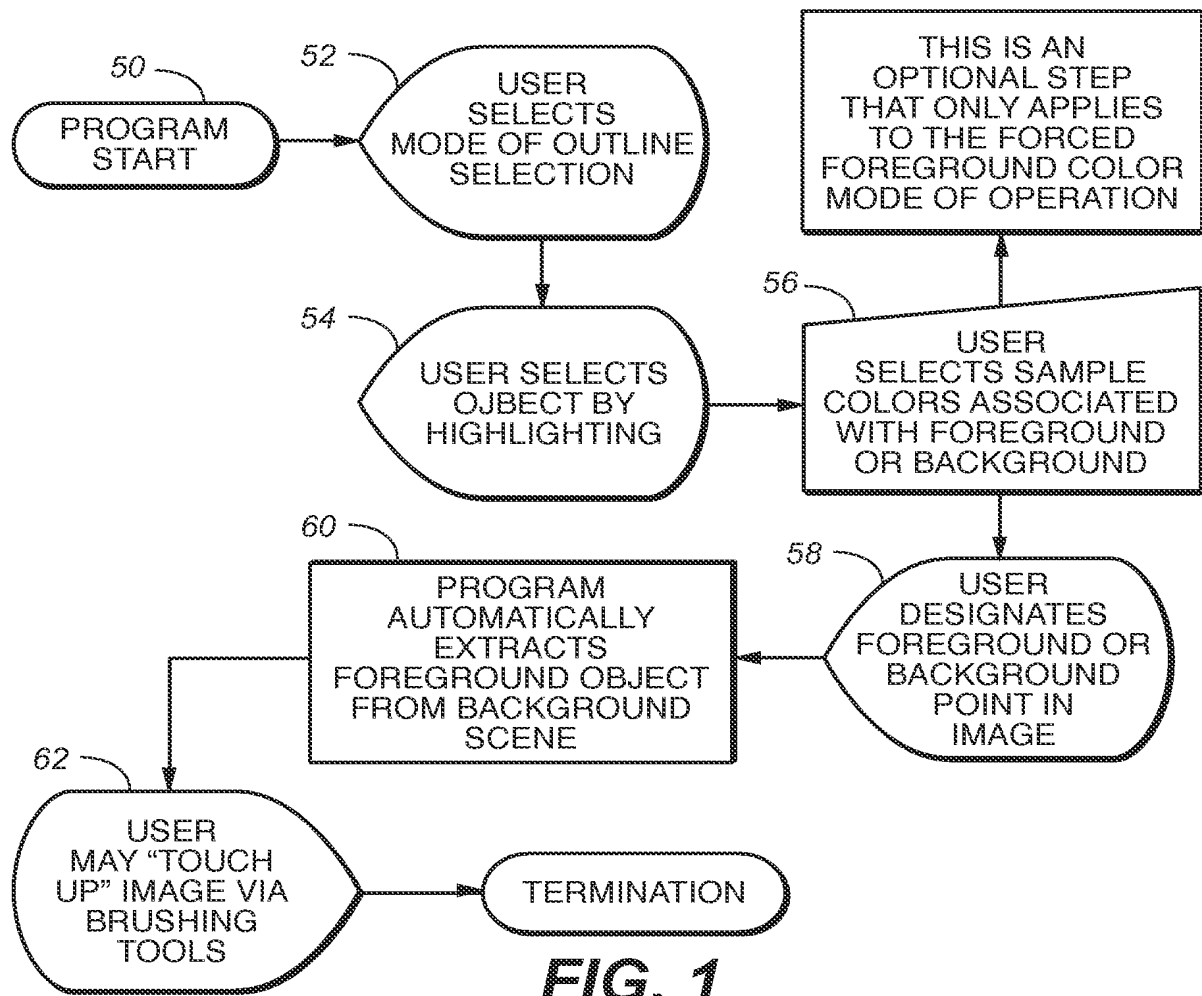 50
PROGRAM
START
52
USER
SELECTS
MODE OF OUTLINE
SELECTION
THIS IS AN
OPTIONAL STEP
THAT ONLY APPLIES
TO THE FORCED
FOREGROUND COLOR
MODE OF OPERATION
54
USER SELECTS
OJBECT BY
HIGHLIGHTING
56
USER
SELECTS SAMPLE
COLORS ASSOCIATED
WITH FOREGROUND
OR BACKGROUND
58
USER
DESIGNATES
FOREGROUND OR
BACKGROUND
POINT IN
IMAGE
60
PROGRAM
AUTOMATICALLY
EXTRACTS
FOREGROUND OBJECT
FROM BACKGROUND
SCENE
62
USER
MAY “TOUCH
UP” IMAGE VIA
BRUSHING
TOOLS
TERMINATION
FIG. 1